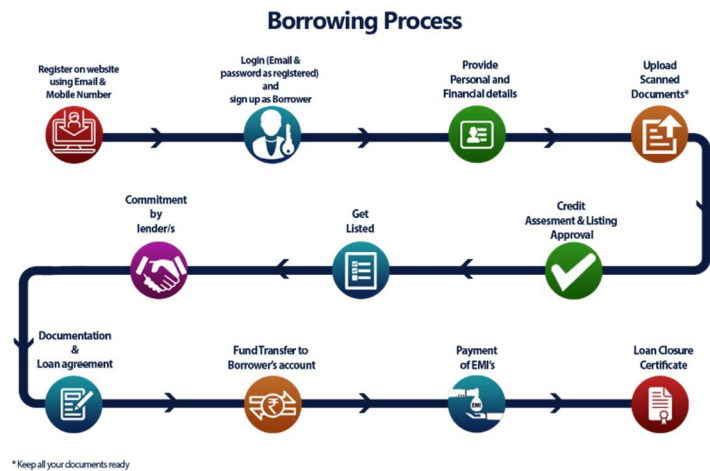 Borrowing Process
Register on website
using Email &
Mobile Number
Login (Email &
password as registered)
and
sign up as Borrower
Provide
Personal and
Financial details
Upload
Scanned
Documents*
Credit
Assesment & Listing
Approval
Get
Listed
Commitment
by
lender/s
Documentation
&
Loan agreement
Fund Transfer to
Borrower's account
₹
Payment
of EMI's
EMI
Loan Closure
Certificate
* Keep all your documents ready